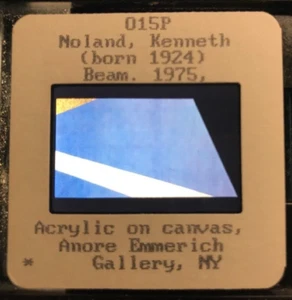 015P
Noland, Kenneth
(born 1924)
Beam. 1975,
Acrylic on canvas,
Anore Emmerich
* Gallery, NY